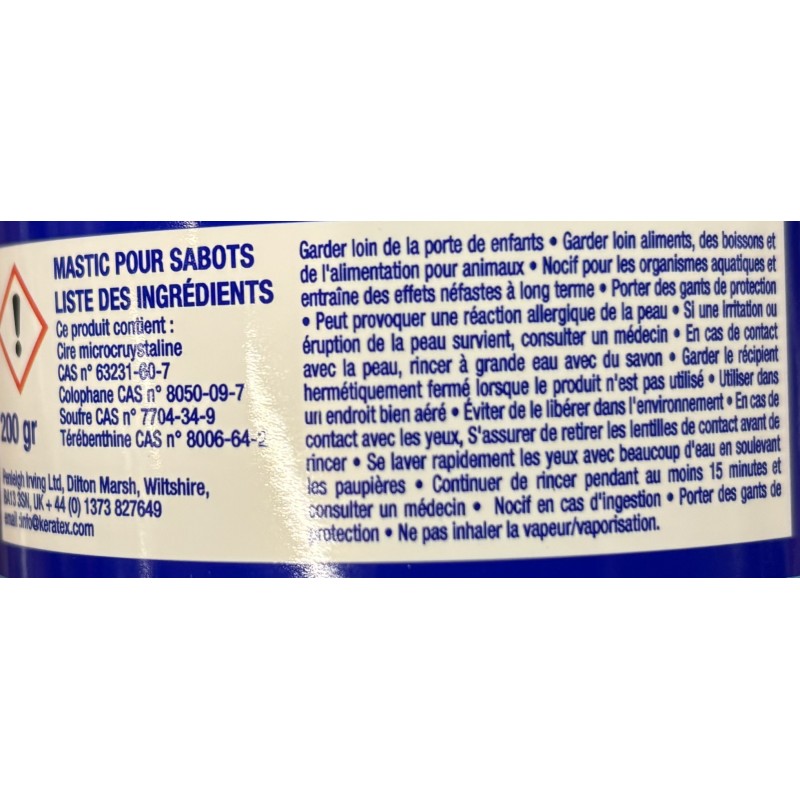 MASTIC POUR SABOTS
LISTE DES INGRÉDIENTS
Ce produit contient :
Cire microcruystaline
CAS n° 63231-60-7
Colophane CAS n° 8050-09-7
Soufre CAS n° 7704-34-9
Térébenthine CAS n° 8006-64-2
200 gr
Penleigh Irving Ltd, Dilton Marsh, Wiltshire,
BA13 3SN, UK + 44 (0) 1373 827649
email :info@keratex.com
Garder loin de la porte de enfants • Garder loin aliments, des boissons et
de l'alimentation pour animaux • Nocif pour les organismes aquatiques et
entraîne des effets néfastes à long terme • Porter des gants de protection
• Peut provoquer une réaction allergique de la peau • Si une irritation ou
éruption de la peau survient, consulter un médecin • En cas de contact
avec la peau, rincer à grande eau avec du savon • Garder le récipient
hermétiquement fermé lorsque le produit n'est pas utilisé • Utiliser dans
un endroit bien aéré • Éviter de le libérer dans l'environnement • En cas de
contact avec les yeux, S'assurer de retirer les lentilles de contact avant de
rincer • Se laver rapidement les yeux avec beaucoup d'eau en soulevant
les paupières • Continuer de rincer pendant au moins 15 minutes et
consulter un médecin • Nocif en cas d'ingestion • Porter des gants de
protection • Ne pas inhaler la vapeur/vaporisation.